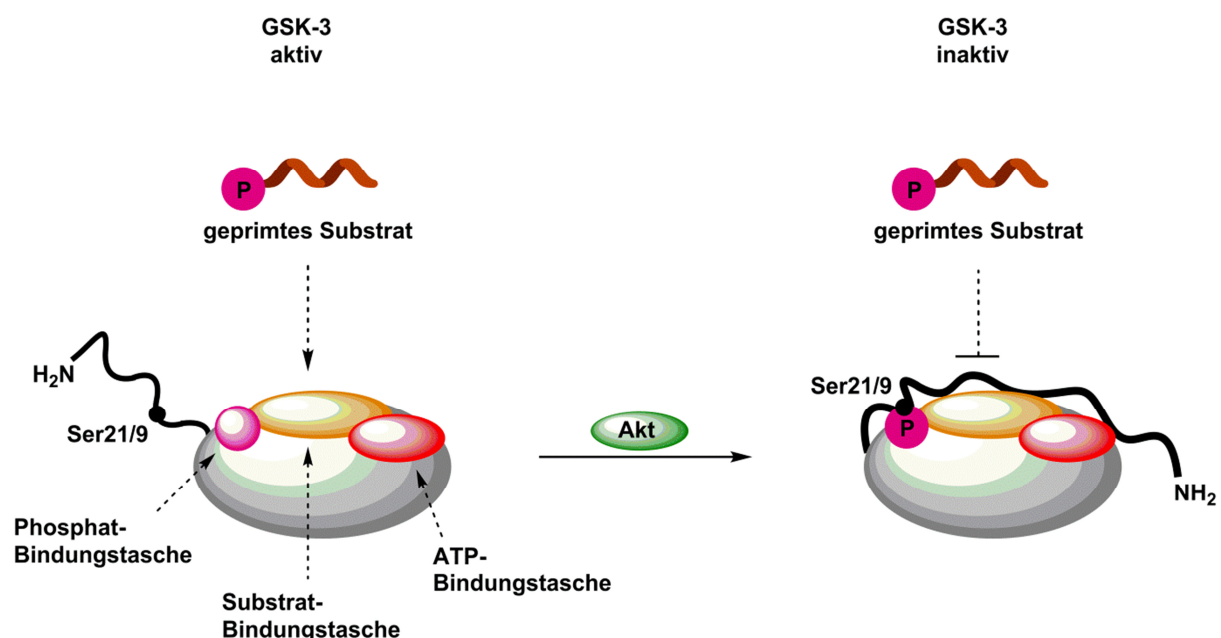 GSK-3
aktiv
GSK-3
inaktiv
P
geprimtes Substrat
P
geprimtes Substrat
H₂N
Ser21/9
Akt
Ser21/9
P
NH₂
Phosphat-
Bindungstasche
ATP-
Bindungstasche
Substrat-
Bindungstasche